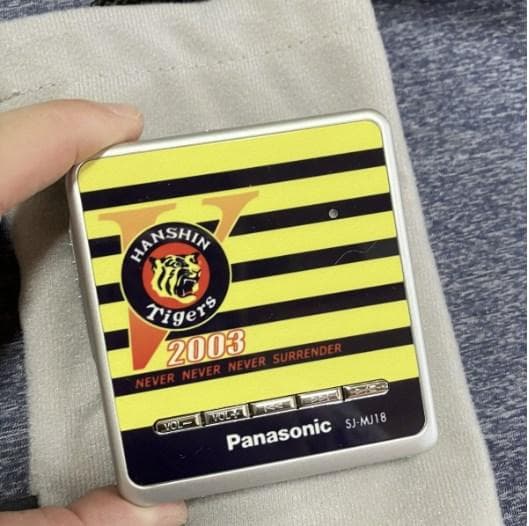 V
HANSHIN
Tigers
2003
NEVER NEVER NEVER SURRENDER
VOL− VOL+
Panasonic SJ-MJ18